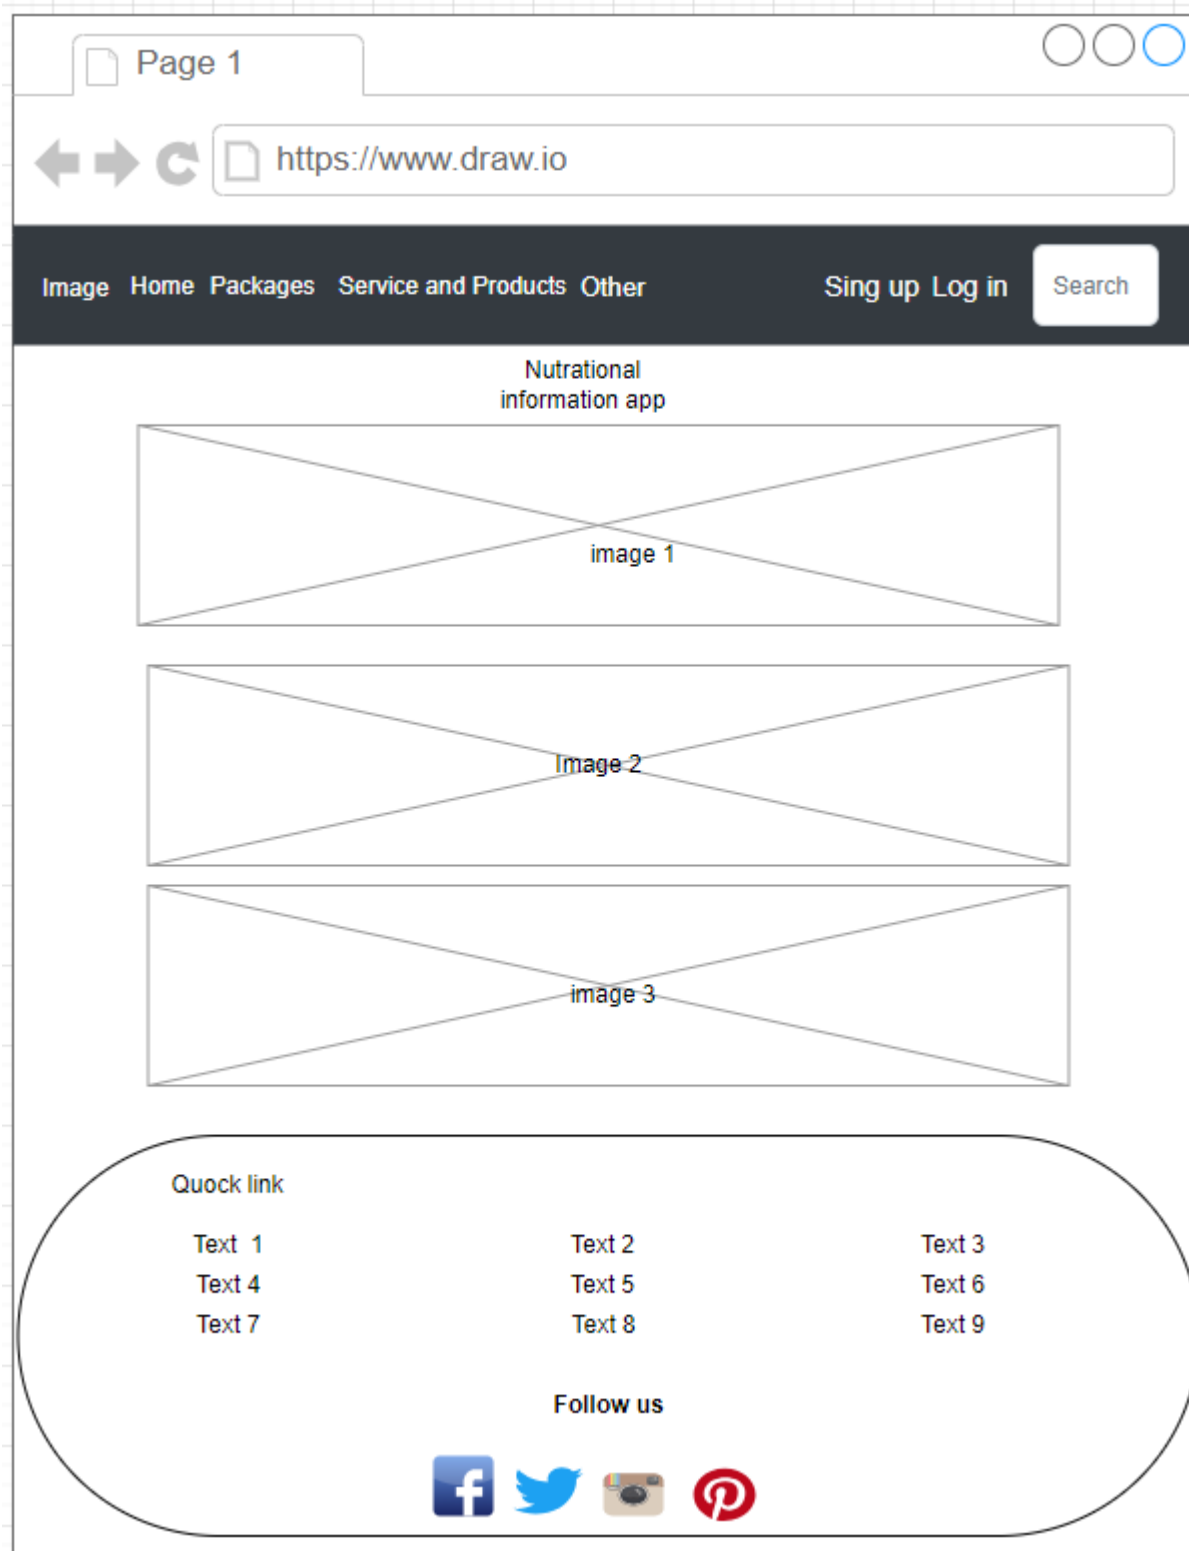 Page 1
https://www.draw.io
Image Home Packages Service and Products Other Sing up Log in Search
Nutrational
information app
image 1
Image 2
image 3
Quock link
Text 1 Text 2 Text 3
Text 4 Text 5 Text 6
Text 7 Text 8 Text 9
Follow us